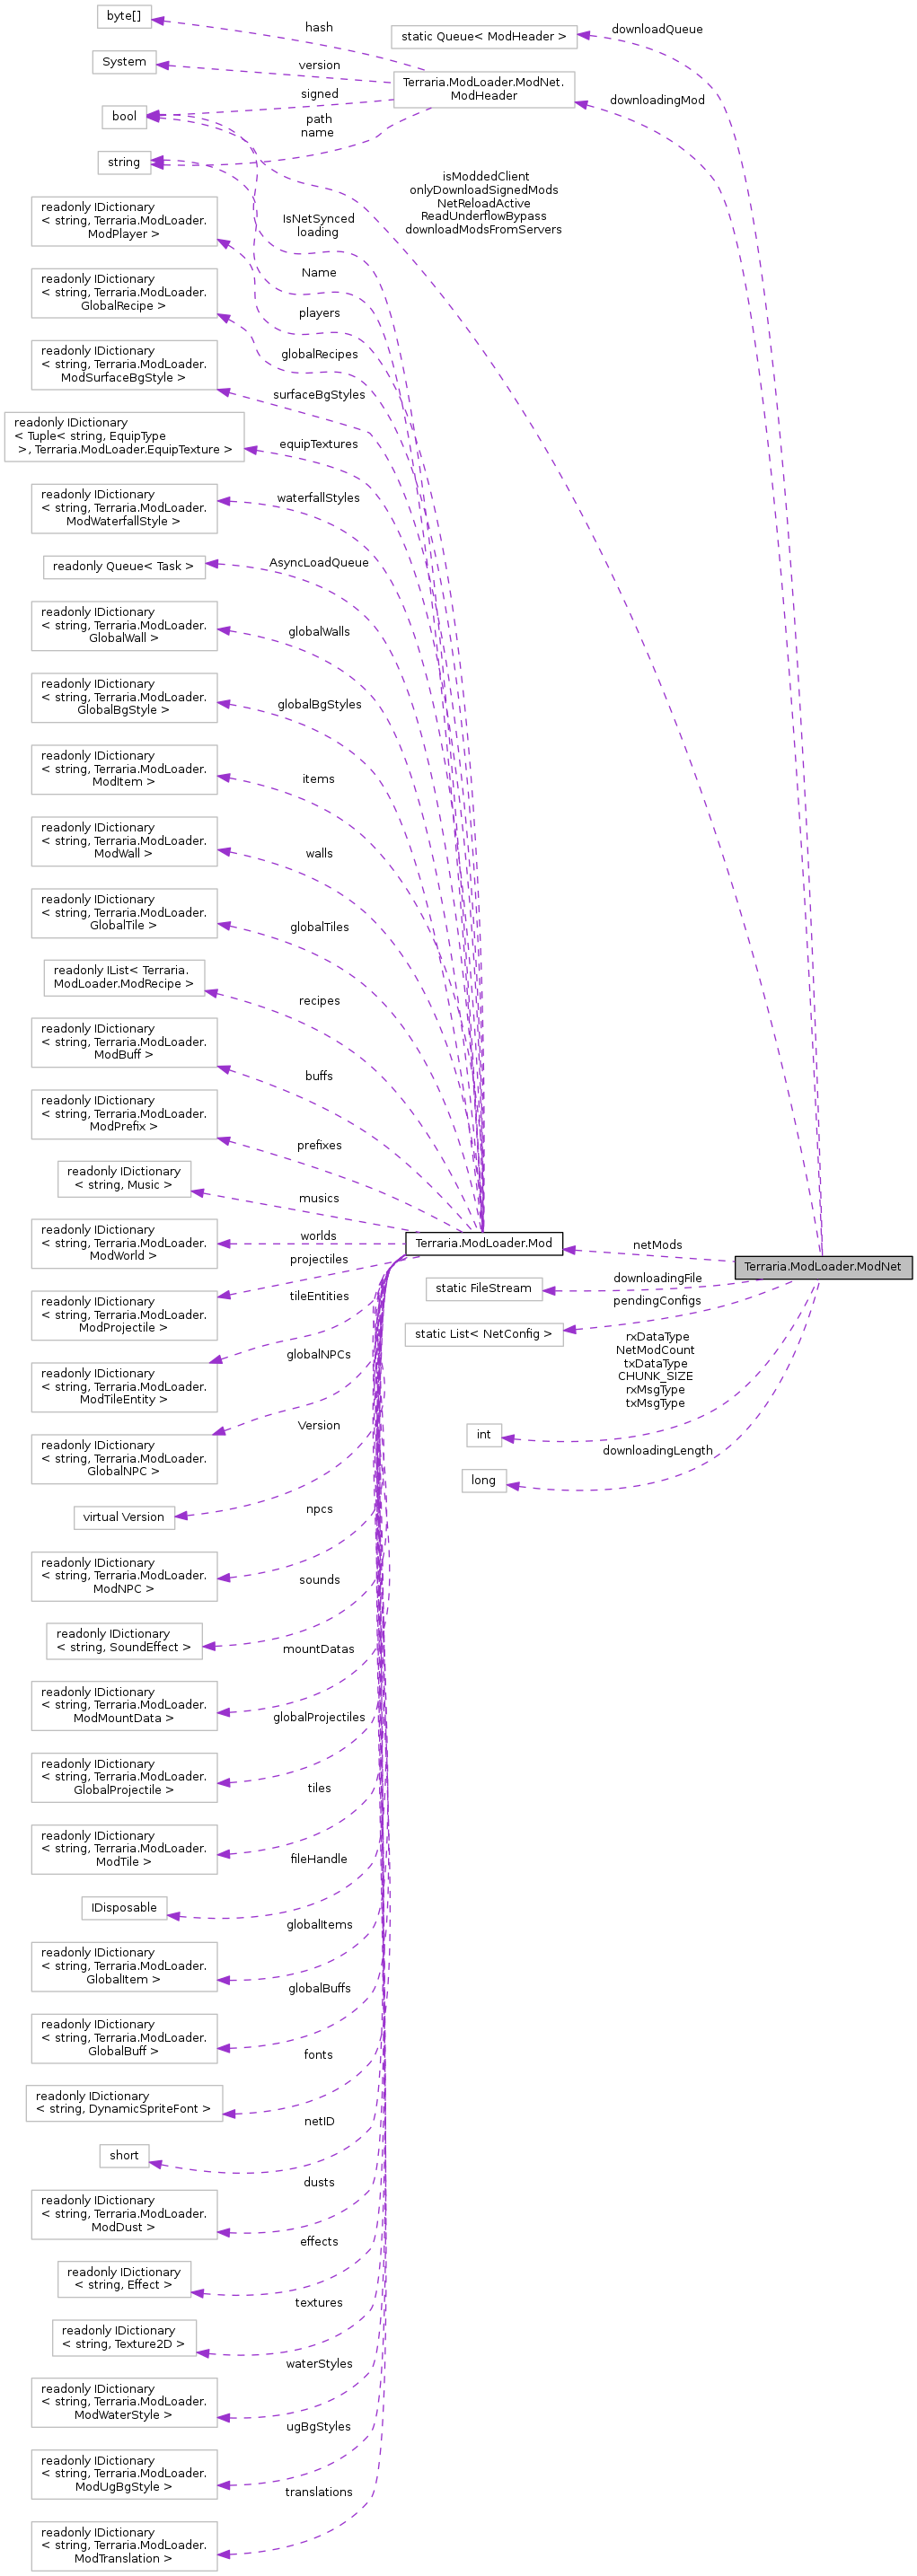 byte[]
System
bool
string
readonly IDictionary
< string, Terraria.ModLoader.
ModPlayer >
readonly IDictionary
< string, Terraria.ModLoader.
GlobalRecipe >
readonly IDictionary
< string, Terraria.ModLoader.
ModSurfaceBgStyle >
readonly IDictionary
< Tuple< string, EquipType
>, Terraria.ModLoader.EquipTexture >
readonly IDictionary
< string, Terraria.ModLoader.
ModWaterfallStyle >
readonly Queue< Task >
readonly IDictionary
< string, Terraria.ModLoader.
GlobalWall >
readonly IDictionary
< string, Terraria.ModLoader.
GlobalBgStyle >
readonly IDictionary
< string, Terraria.ModLoader.
ModItem >
readonly IDictionary
< string, Terraria.ModLoader.
ModWall >
readonly IDictionary
< string, Terraria.ModLoader.
GlobalTile >
readonly IList< Terraria.
ModLoader.ModRecipe >
readonly IDictionary
< string, Terraria.ModLoader.
ModBuff >
readonly IDictionary
< string, Terraria.ModLoader.
ModPrefix >
readonly IDictionary
< string, Music >
readonly IDictionary
< string, Terraria.ModLoader.
ModWorld >
readonly IDictionary
< string, Terraria.ModLoader.
ModProjectile >
readonly IDictionary
< string, Terraria.ModLoader.
ModTileEntity >
readonly IDictionary
< string, Terraria.ModLoader.
GlobalNPC >
virtual Version
readonly IDictionary
< string, Terraria.ModLoader.
ModNPC >
readonly IDictionary
< string, SoundEffect >
readonly IDictionary
< string, Terraria.ModLoader.
ModMountData >
readonly IDictionary
< string, Terraria.ModLoader.
GlobalProjectile >
readonly IDictionary
< string, Terraria.ModLoader.
ModTile >
IDisposable
readonly IDictionary
< string, Terraria.ModLoader.
GlobalItem >
readonly IDictionary
< string, Terraria.ModLoader.
GlobalBuff >
readonly IDictionary
< string, DynamicSpriteFont >
short
readonly IDictionary
< string, Terraria.ModLoader.
ModDust >
readonly IDictionary
< string, Effect >
readonly IDictionary
< string, Texture2D >
readonly IDictionary
< string, Terraria.ModLoader.
ModWaterStyle >
readonly IDictionary
< string, Terraria.ModLoader.
ModUgBgStyle >
readonly IDictionary
< string, Terraria.ModLoader.
ModTranslation >
hash
version
signed
path
name
IsNetSynced
loading
Name
players
globalRecipes
surfaceBgStyles
equipTextures
waterfallStyles
AsyncLoadQueue
globalWalls
globalBgStyles
items
walls
globalTiles
recipes
buffs
prefixes
musics
worlds
projectiles
tileEntities
globalNPCs
Version
npcs
sounds
mountDatas
globalProjectiles
tiles
fileHandle
globalItems
globalBuffs
fonts
netID
dusts
effects
textures
waterStyles
ugBgStyles
translations
static Queue< ModHeader >
Terraria.ModLoader.ModNet.
ModHeader
isModdedClient
onlyDownloadSignedMods
NetReloadActive
ReadUnderflowBypass
downloadModsFromServers
Terraria.ModLoader.Mod
static FileStream
static List< NetConfig >
int
long
downloadQueue
downloadingMod
netMods
downloadingFile
pendingConfigs
rxDataType
NetModCount
txDataType
CHUNK_SIZE
rxMsgType
txMsgType
downloadingLength
Terraria.ModLoader.ModNet